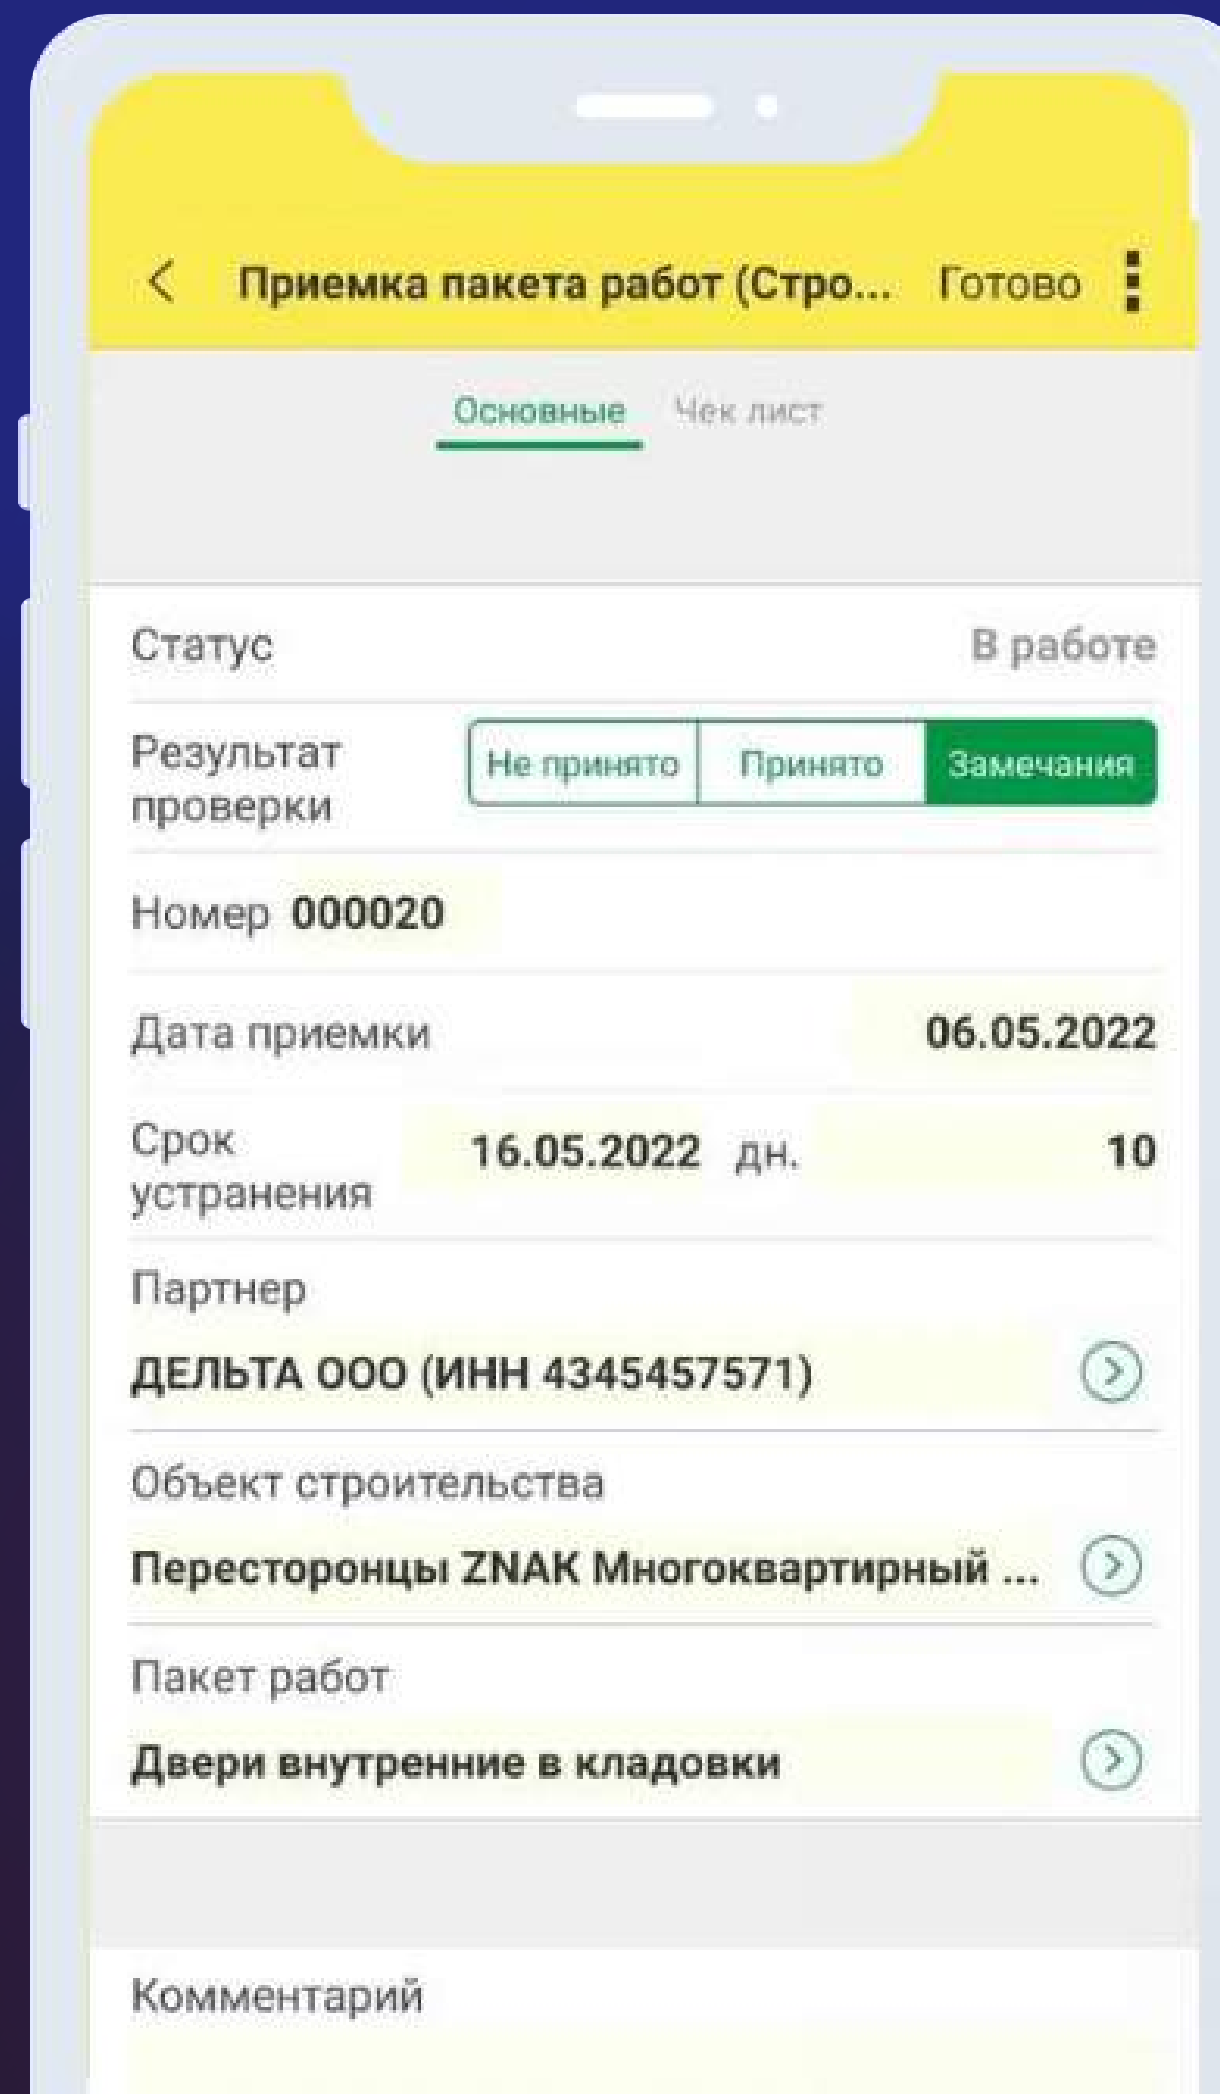 Приемка пакета работ (Стро... Готово
Основные Чек лист
Статус В работе
Результат проверки Не принято Принято Замечания
Номер 000020
Дата приемки 06.05.2022
Срок устранения 16.05.2022 дн. 10
Партнер
ДЕЛЬТА ООО (ИНН 4345457571)
Объект строительства
Пересторонцы ZNAK Многоквартирный ...
Пакет работ
Двери внутренние в кладовки
Комментарий